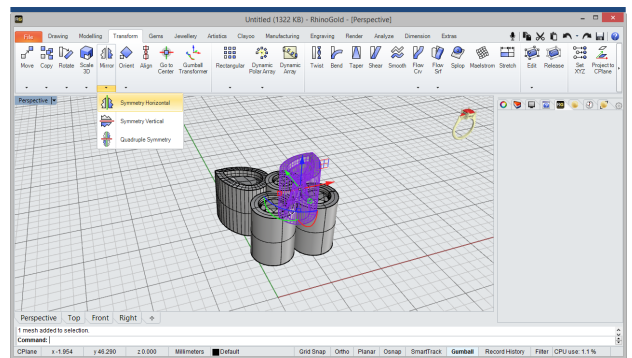 Untitled (1322 KB) - RhinoGold - [Perspective]
File Drawing Modelling Transform Gems Jewellery Artistics Clayoo Manufacturing Engraving Render Analyze Dimension Extras
Move Copy Rotate Scale 3D Mirror Orient Align Go to Center Gumball Transformer Rectangular Dynamic Polar Array Dynamic Array Twist Bend Taper Shear Smooth Flow Crv Flow Srf Splop Maelstrom Stretch Edit Release Set XYZ Project to CPlane
Perspective
Symmetry Horizontal
Symmetry Vertical
Quadruple Symmetry
Perspective Top Front Right
1 mesh added to selection.
Command:
CPlane x -1.954 y 46.290 z 0.000 Millimeters Default Grid Snap Ortho Planar Osnap SmartTrack Gumball Record History Filter CPU use: 1.1 %